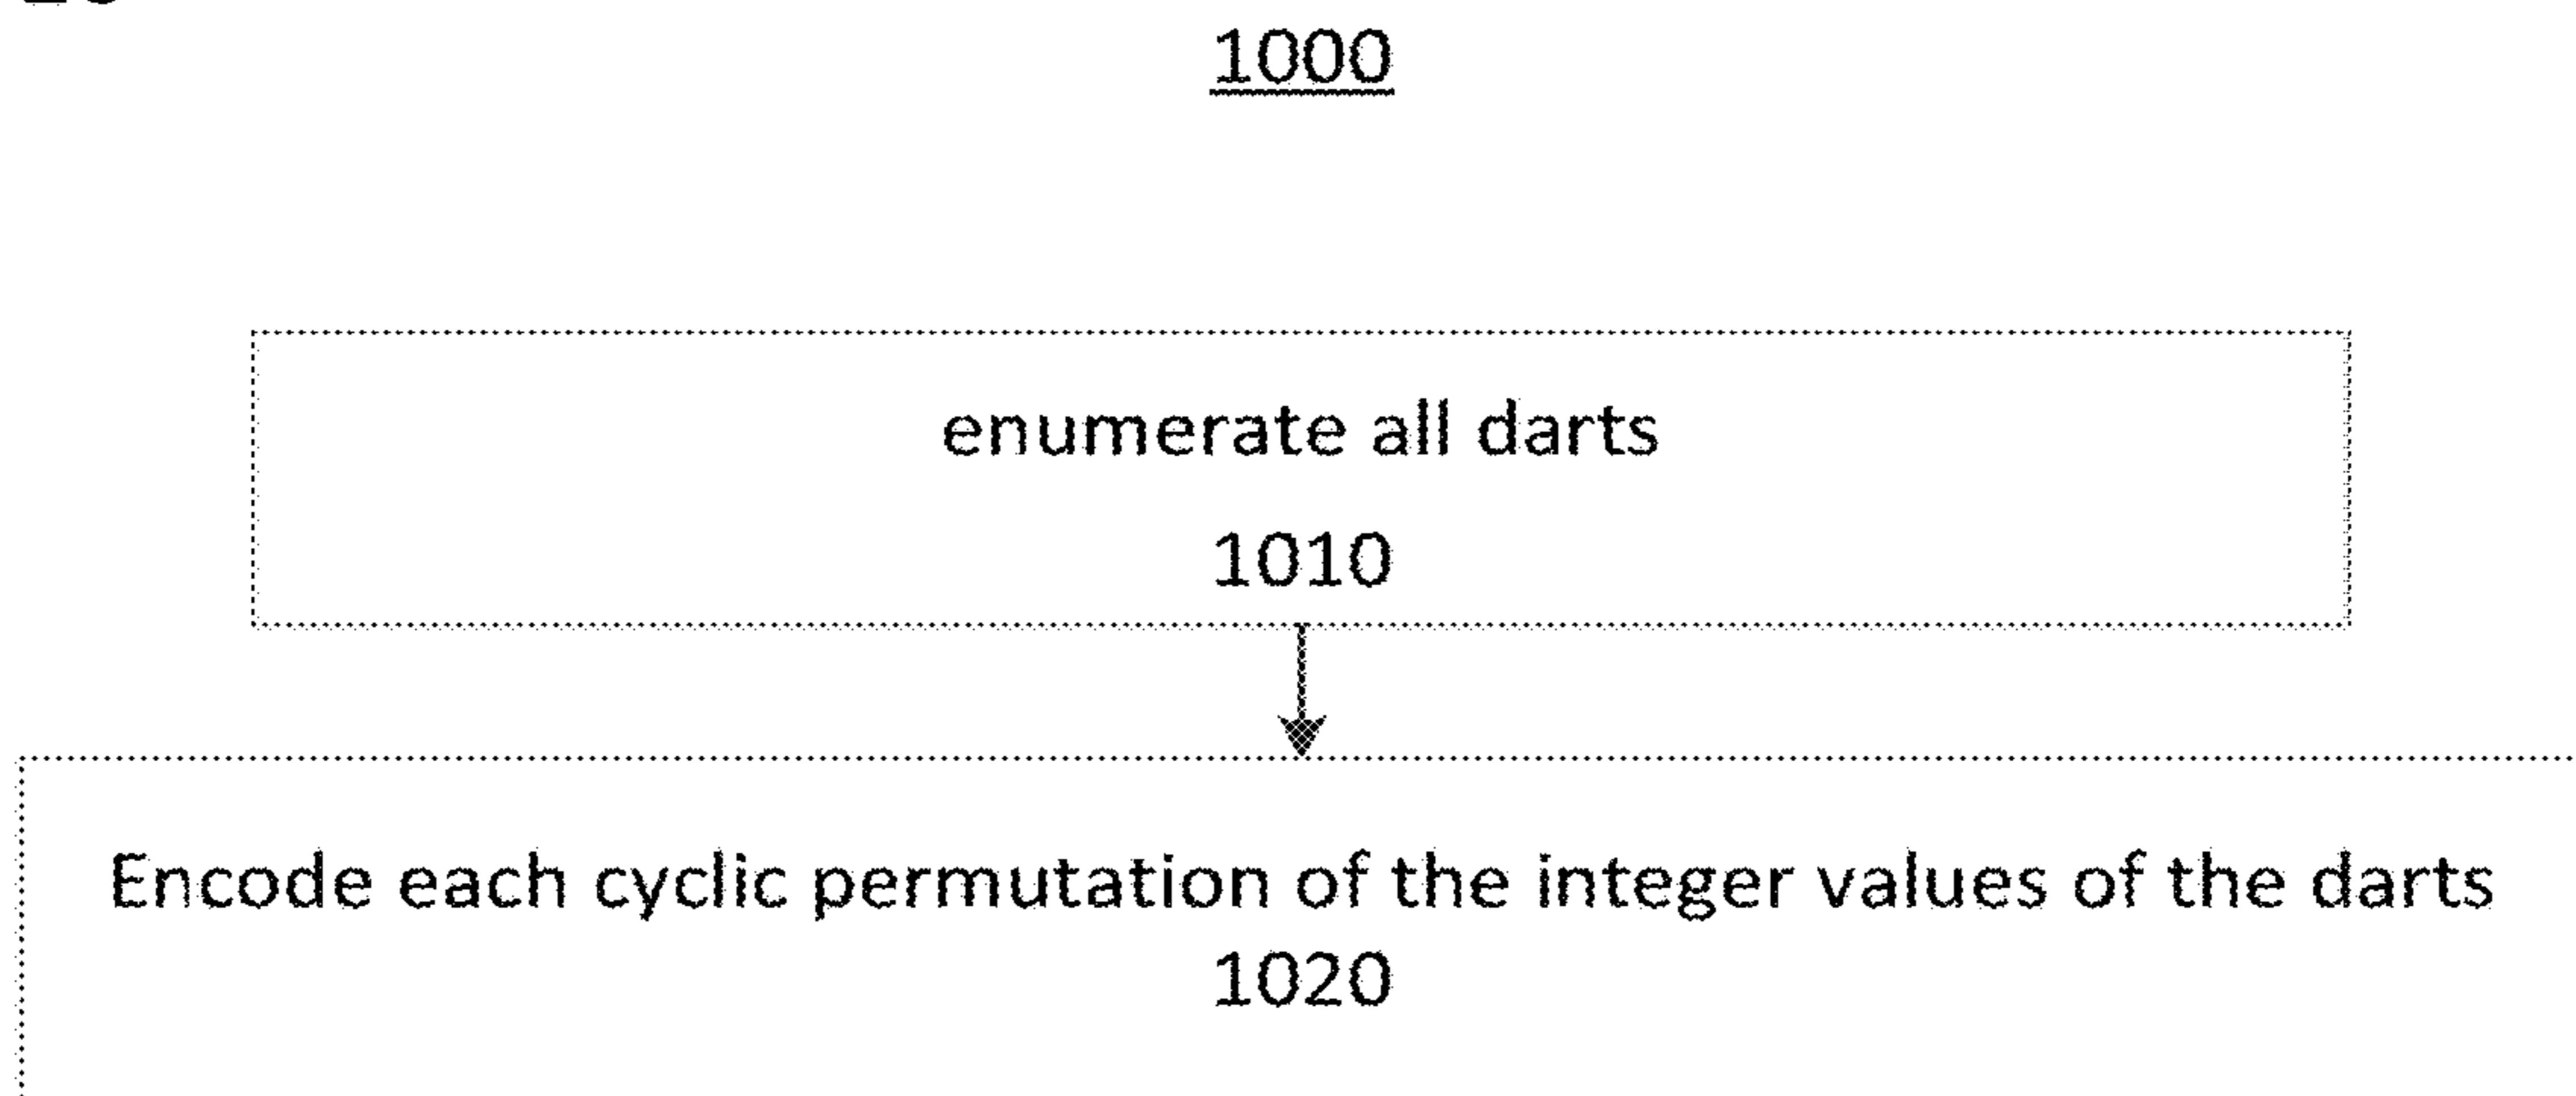 1000
enumerate all darts
1010
Encode each cyclic permutation of the integer values of the darts
1020